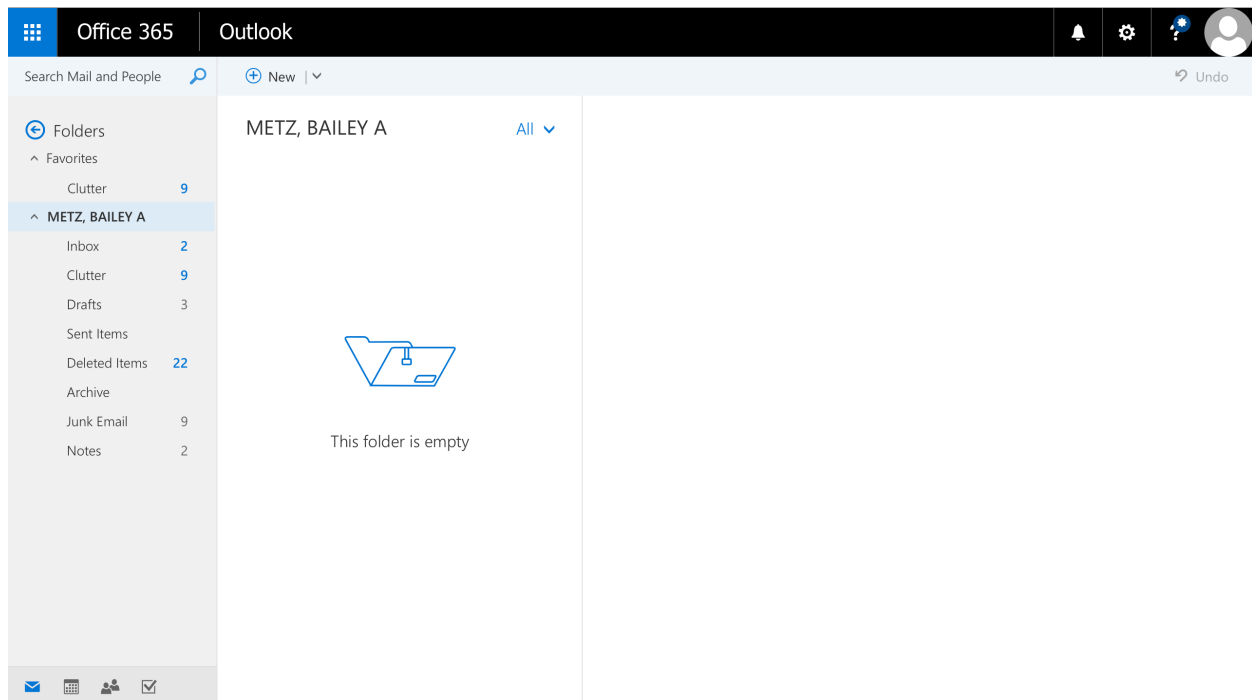 Office 365 Outlook
Search Mail and People New Undo
Folders
METZ, BAILEY A All
Favorites
Clutter 9
METZ, BAILEY A
Inbox 2
Clutter 9
Drafts 3
Sent Items
Deleted Items 22
Archive
Junk Email 9
Notes 2
This folder is empty